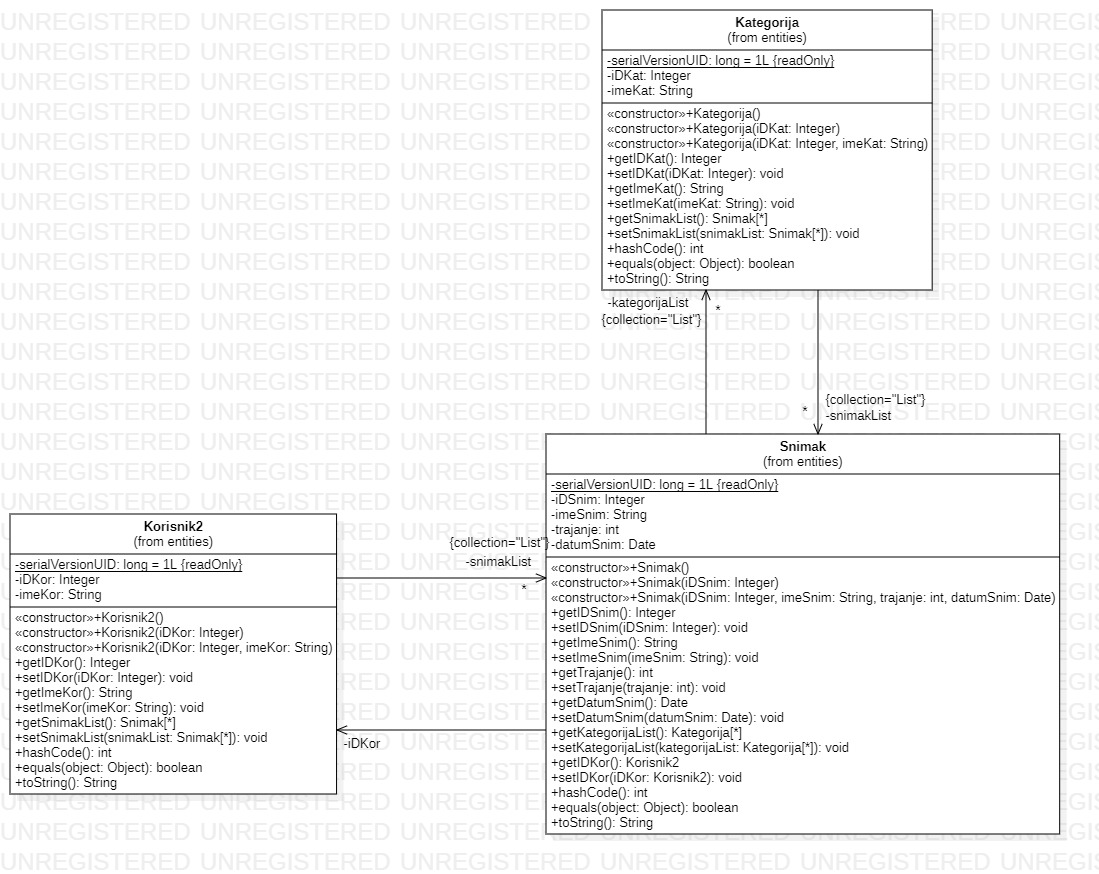 Kategorija
(from entities)
-serialVersionUID: long = 1L {readOnly}
-iDKat: Integer
-imeKat: String
«constructor»+Kategorija()
«constructor»+Kategorija(iDKat: Integer)
«constructor»+Kategorija(iDKat: Integer, imeKat: String)
+getIDKat(): Integer
+setIDKat(iDKat: Integer): void
+getImeKat(): String
+setImeKat(imeKat: String): void
+getSnimakList(): Snimak[*]
+setSnimakList(snimakList: Snimak[*]): void
+hashCode(): int
+equals(object: Object): boolean
+toString(): String
-kategorijaList
*
{collection="List"}
{collection="List"}
*
-snimakList
Snimak
(from entities)
-serialVersionUID: long = 1L {readOnly}
-iDSnim: Integer
-imeSnim: String
-trajanje: int
-datumSnim: Date
«constructor»+Snimak()
«constructor»+Snimak(iDSnim: Integer)
«constructor»+Snimak(iDSnim: Integer, imeSnim: String, trajanje: int, datumSnim: Date)
+getIDSnim(): Integer
+setIDSnim(iDSnim: Integer): void
+getImeSnim(): String
+setImeSnim(imeSnim: String): void
+getTrajanje(): int
+setTrajanje(trajanje: int): void
+getDatumSnim(): Date
+setDatumSnim(datumSnim: Date): void
+getKategorijaList(): Kategorija[*]
+setKategorijaList(kategorijaList: Kategorija[*]): void
+getIDKor(): Korisnik2
+setIDKor(iDKor: Korisnik2): void
+hashCode(): int
+equals(object: Object): boolean
+toString(): String
{collection="List"}
-snimakList
*
-iDKor
Korisnik2
(from entities)
-serialVersionUID: long = 1L {readOnly}
-iDKor: Integer
-imeKor: String
«constructor»+Korisnik2()
«constructor»+Korisnik2(iDKor: Integer)
«constructor»+Korisnik2(iDKor: Integer, imeKor: String)
+getIDKor(): Integer
+setIDKor(iDKor: Integer): void
+getImeKor(): String
+setImeKor(imeKor: String): void
+getSnimakList(): Snimak[*]
+setSnimakList(snimakList: Snimak[*]): void
+hashCode(): int
+equals(object: Object): boolean
+toString(): String
UNREGISTERED